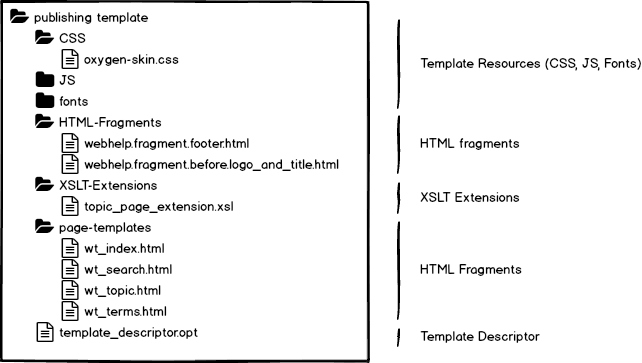 publishing template
CSS
oxygen-skin.css
JS
fonts
HTML-Fragments
webhelp.fragment.footer.html
webhelp.fragment.before.logo_and_title.html
XSLT-Extensions
topic_page_extension.xsl
page-templates
wt_index.html
wt_search.html
wt_topic.html
wt_terms.html
template_descriptor.opt
Template Resources (CSS, JS, Fonts)
HTML fragments
XSLT Extensions
HTML Fragments
Template Descriptor